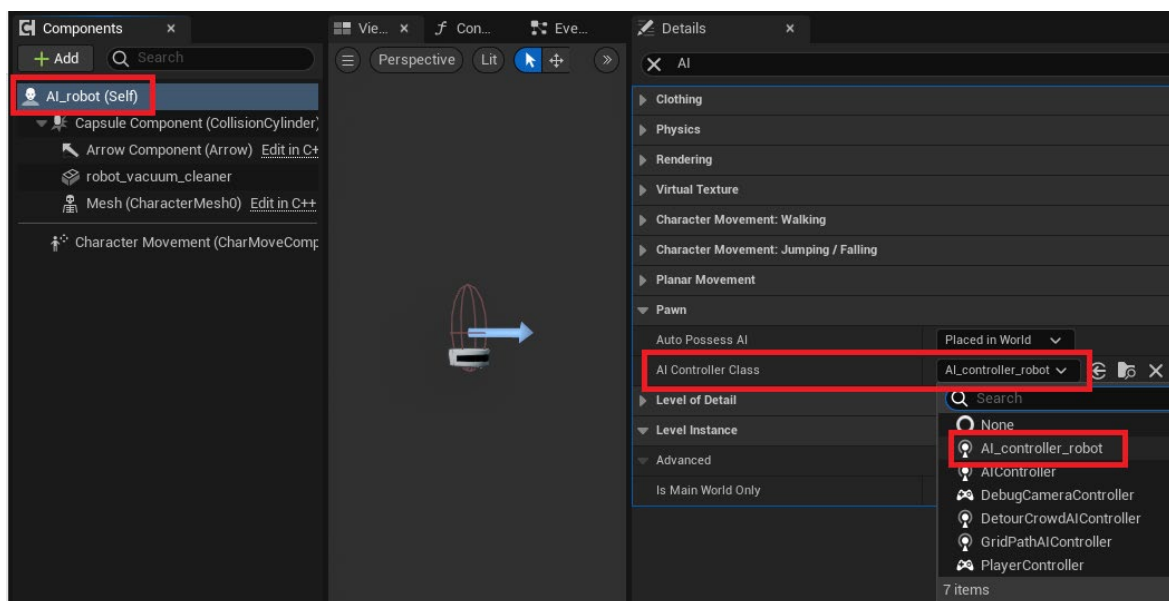 Components
Add
Search
AI_robot (Self)
Capsule Component (CollisionCylinder)
Arrow Component (Arrow) Edit in C+
robot_vacuum_cleaner
Mesh (CharacterMesh0) Edit in C++
Character Movement (CharMoveComp
Vie...
Con...
Eve...
Perspective
Lit
Details
AI
Clothing
Physics
Rendering
Virtual Texture
Character Movement: Walking
Character Movement: Jumping / Falling
Planar Movement
Pawn
Auto Possess AI Placed in World
AI Controller Class AI_controller_robot
Level of Detail
Level Instance
Advanced
Is Main World Only
Search
None
AI_controller_robot
AIController
DebugCameraController
DetourCrowdAIController
GridPathAIController
PlayerController
7 items